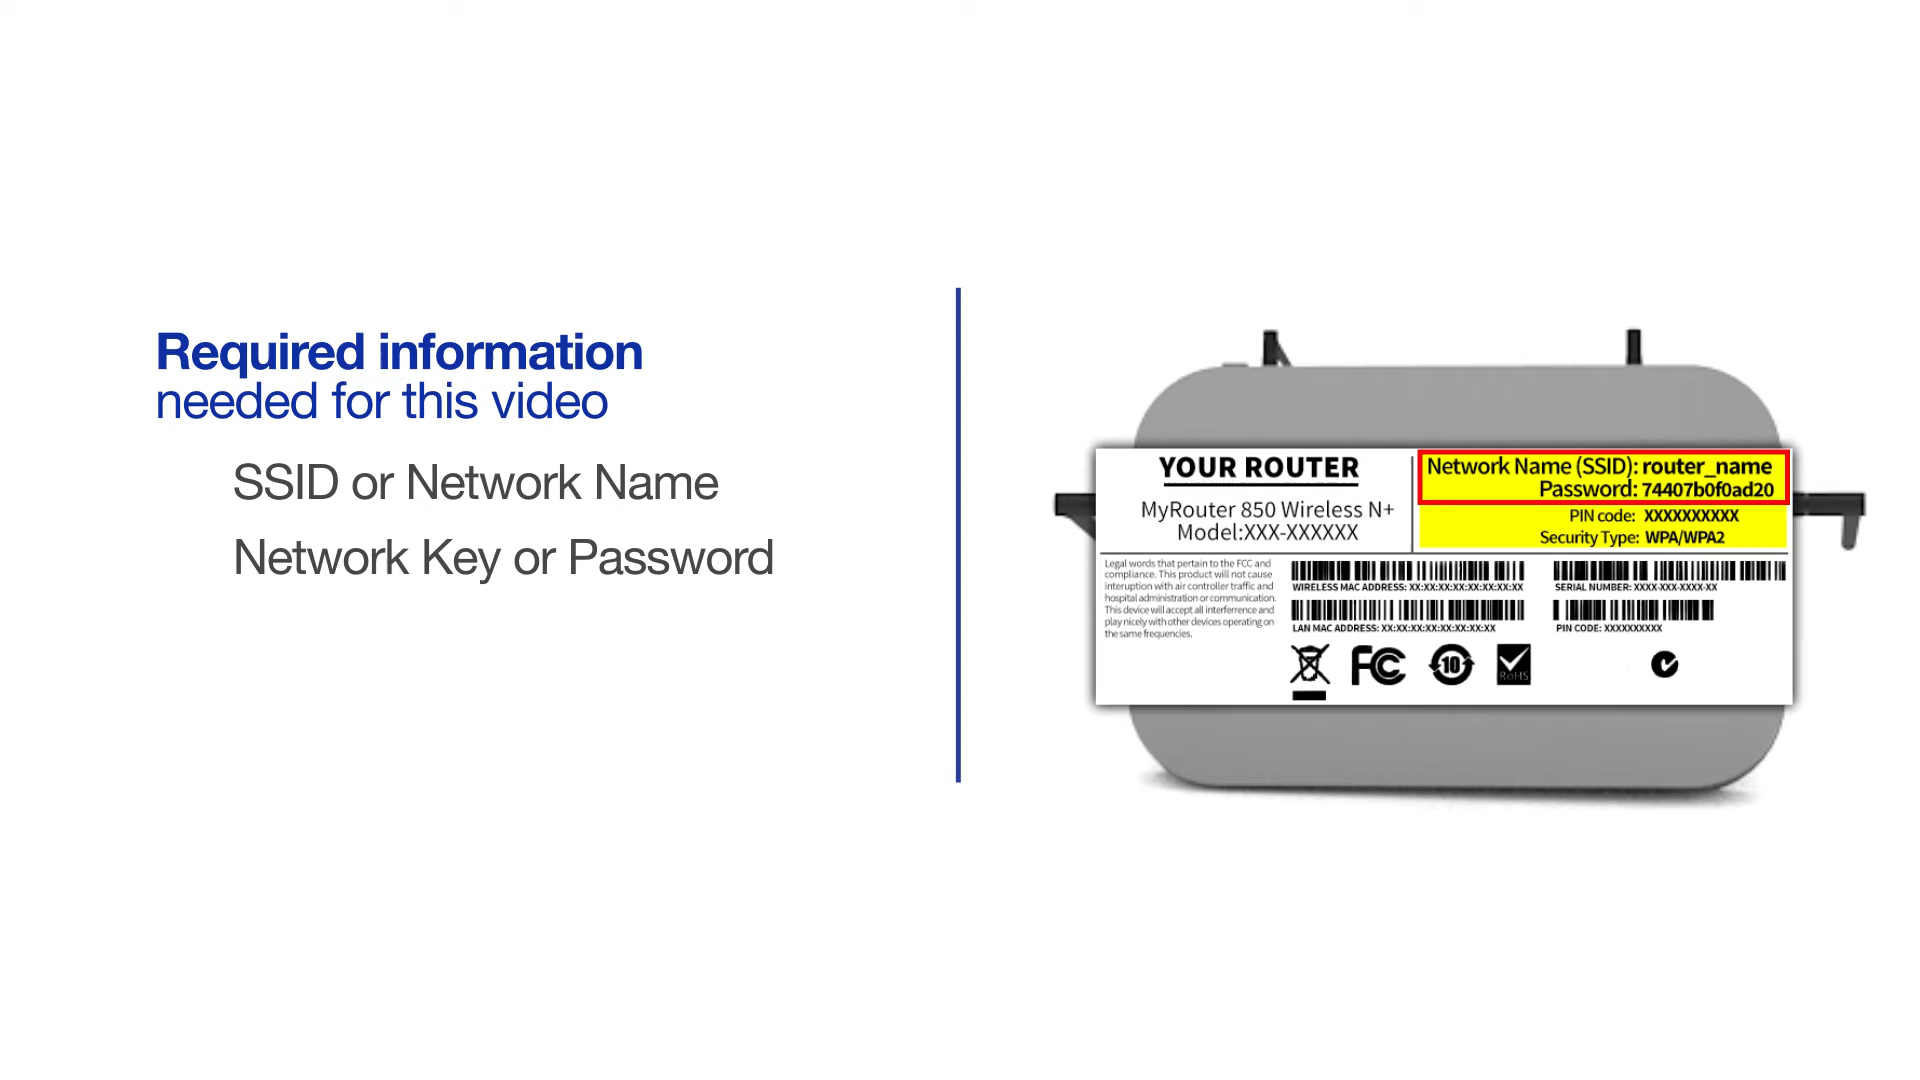 Required information
needed for this video
SSID or Network Name
Network Key or Password
YOUR ROUTER
MyRouter 850 Wireless N+
Model:XXX-XXXXXX
Network Name (SSID): router_name
Password: 74407b0f0ad20
PIN code: XXXXXXXXXX
Security Type: WPA/WPA2
Legal words that pertain to the FCC and
compliance. This product will not cause
interuption with air controller traffic and
hospital administration or communication.
This device will accept all interferrence and
play nicely with other devices operating on
the same frequencies.
WIRELESS MAC ADDRESS: XX:XX:XX:XX:XX:XX:XX:XX
SERIAL NUMBER: XXXX-XXX-XXXX-XX
LAN MAC ADDRESS: XX:XX:XX:XX:XX:XX:XX:XX
PIN CODE: XXXXXXXXXX
FC
10
RoHS